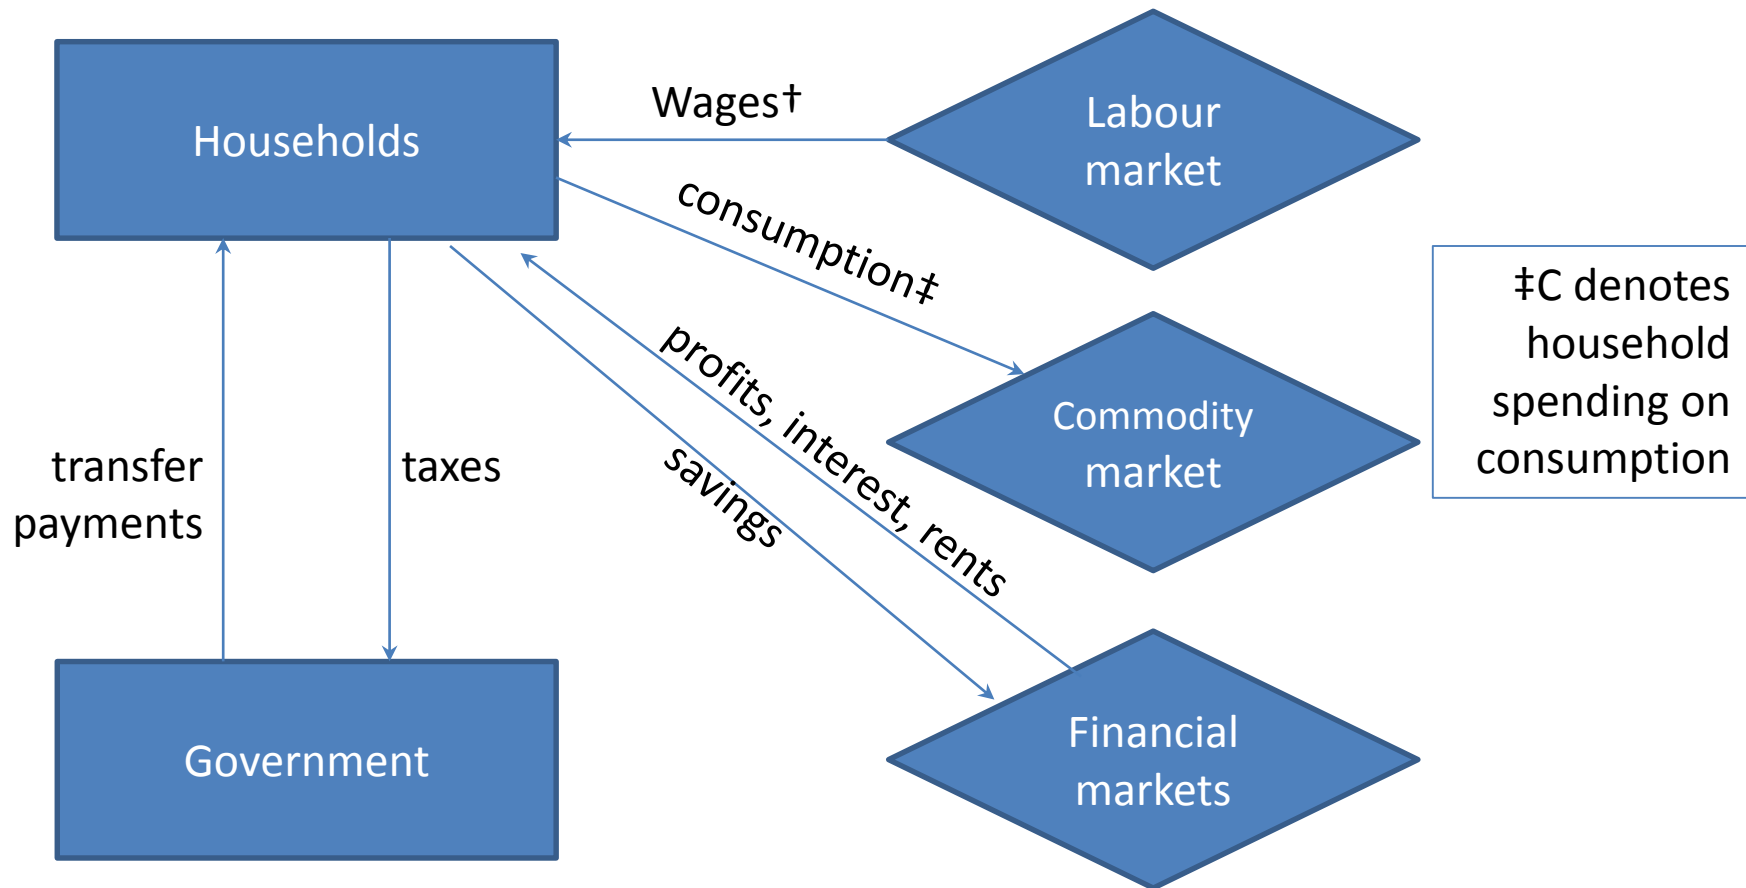 Households
Wages†
Labour
market
consumption‡
‡C denotes
household
spending on
consumption
profits, interest, rents
Commodity
market
savings
transfer
payments
taxes
Government
Financial
markets